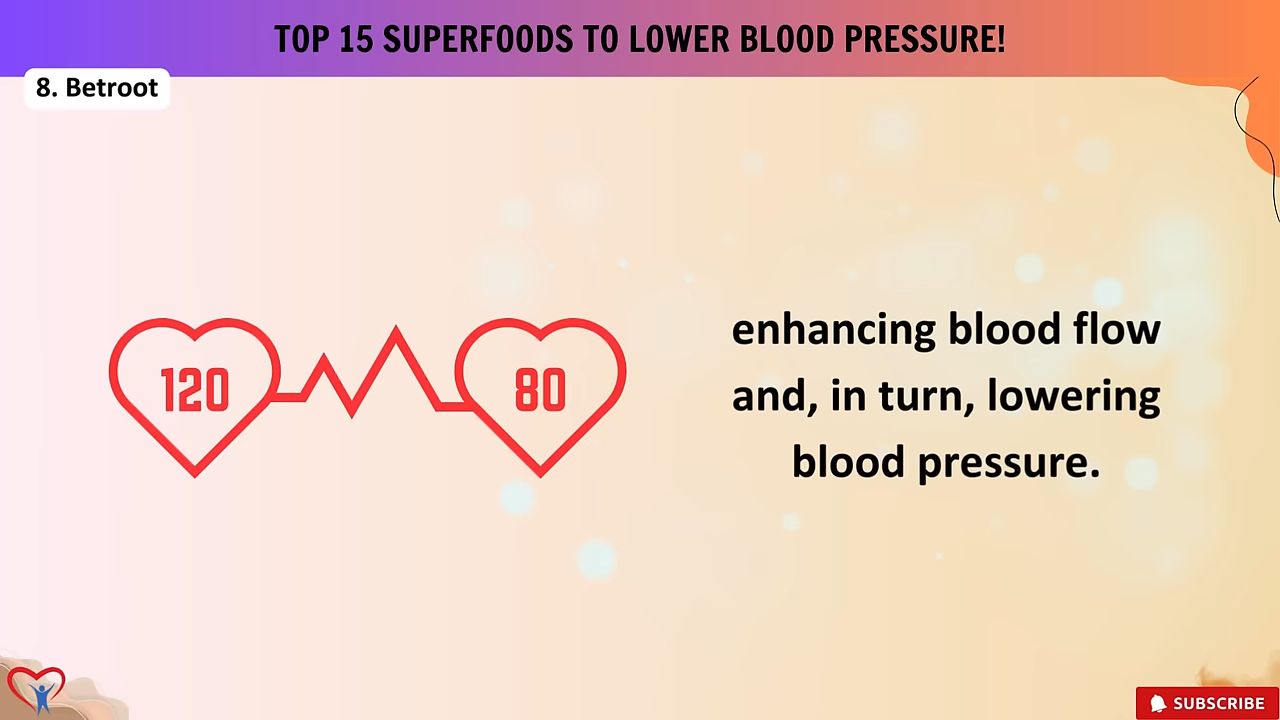 TOP 15 SUPERFOODS TO LOWER BLOOD PRESSURE!
8. Betroot
120
80
enhancing blood flow
and, in turn, lowering
blood pressure.
SUBSCRIBE